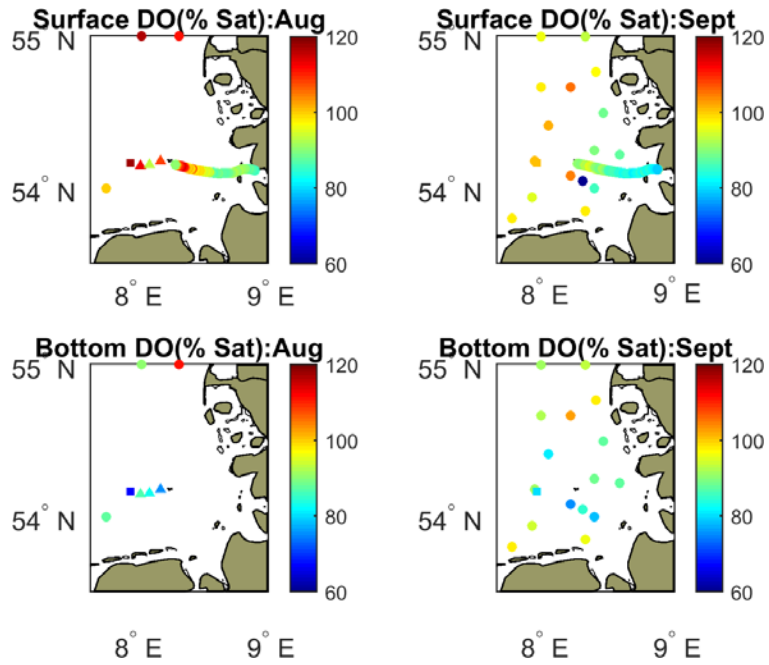 Surface DO(% Sat):Aug
55° N
54° N
8° E
9° E
120
100
80
60
Surface DO(% Sat):Sept
55° N
54° N
8° E
9° E
120
100
80
60
Bottom DO(% Sat):Aug
55° N
54° N
8° E
9° E
120
100
80
60
Bottom DO(% Sat):Sept
55° N
54° N
8° E
9° E
120
100
80
60